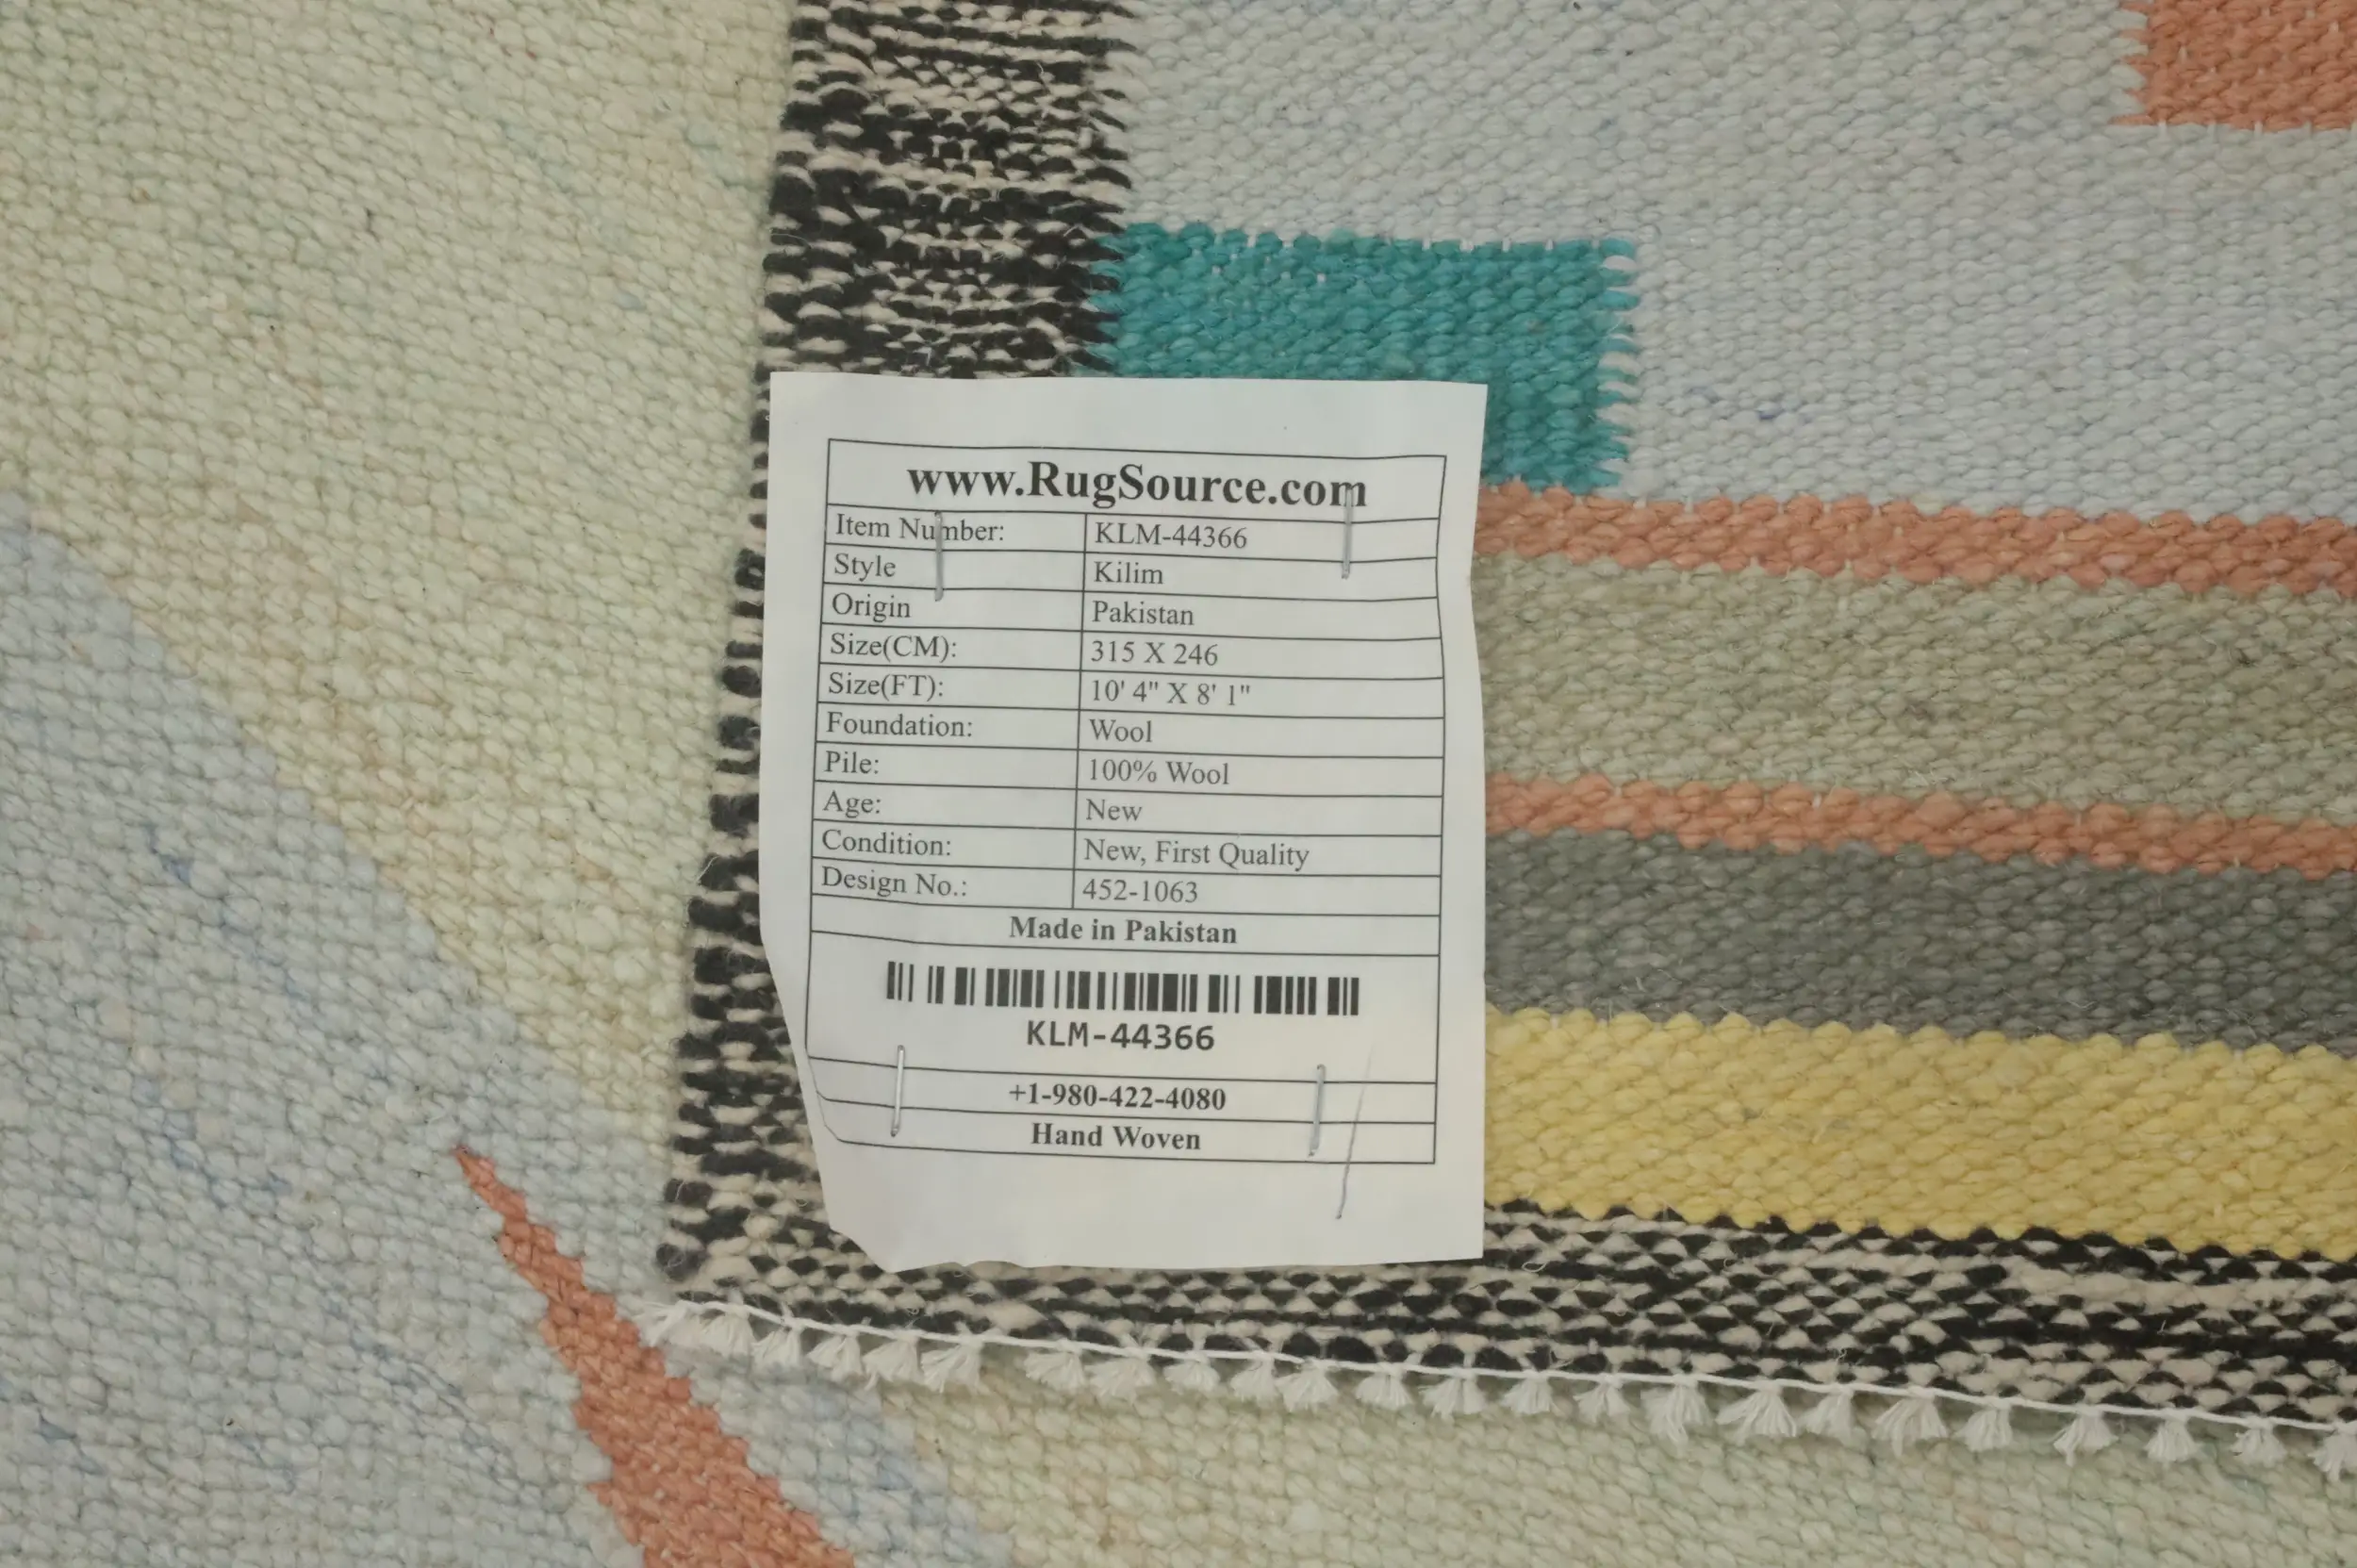 www.RugSource.com
Item Number: KLM-44366
Style Kilim
Origin Pakistan
Size(CM): 315 X 246
Size(FT): 10' 4" X 8' 1"
Foundation: Wool
Pile: 100% Wool
Age: New
Condition: New, First Quality
Design No.: 452-1063
Made in Pakistan
KLM-44366
+1-980-422-4080
Hand Woven